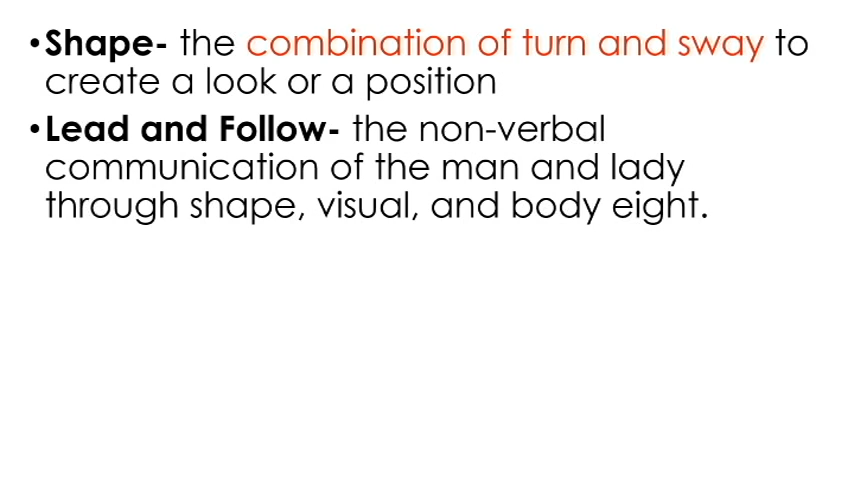 •Shape- the combination of turn and sway to
create a look or a position
•Lead and Follow- the non-verbal
communication of the man and lady
through shape, visual, and body eight.